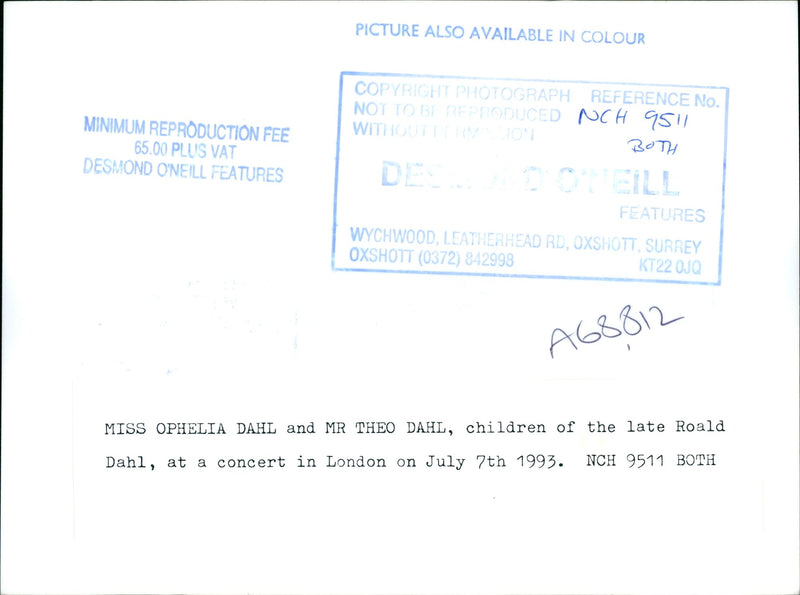 PICTURE ALSO AVAILABLE IN COLOUR
MINIMUM REPRODUCTION FEE
65.00 PLUS VAT
DESMOND O'NEILL FEATURES
COPYRIGHT PHOTOGRAPH REFERENCE No.
NOT TO BE REPRODUCED NCH 9511
WITHOUT PERMISSION BOTH
DESMOND O'NEILL
FEATURES
WYCHWOOD, LEATHERHEAD RD, OXSHOTT, SURREY
OXSHOTT (0372) 842998 KT22 0JQ
A68812
MISS OPHELIA DAHL and MR THEO DAHL, children of the late Roald
Dahl, at a concert in London on July 7th 1993. NCH 9511 BOTH